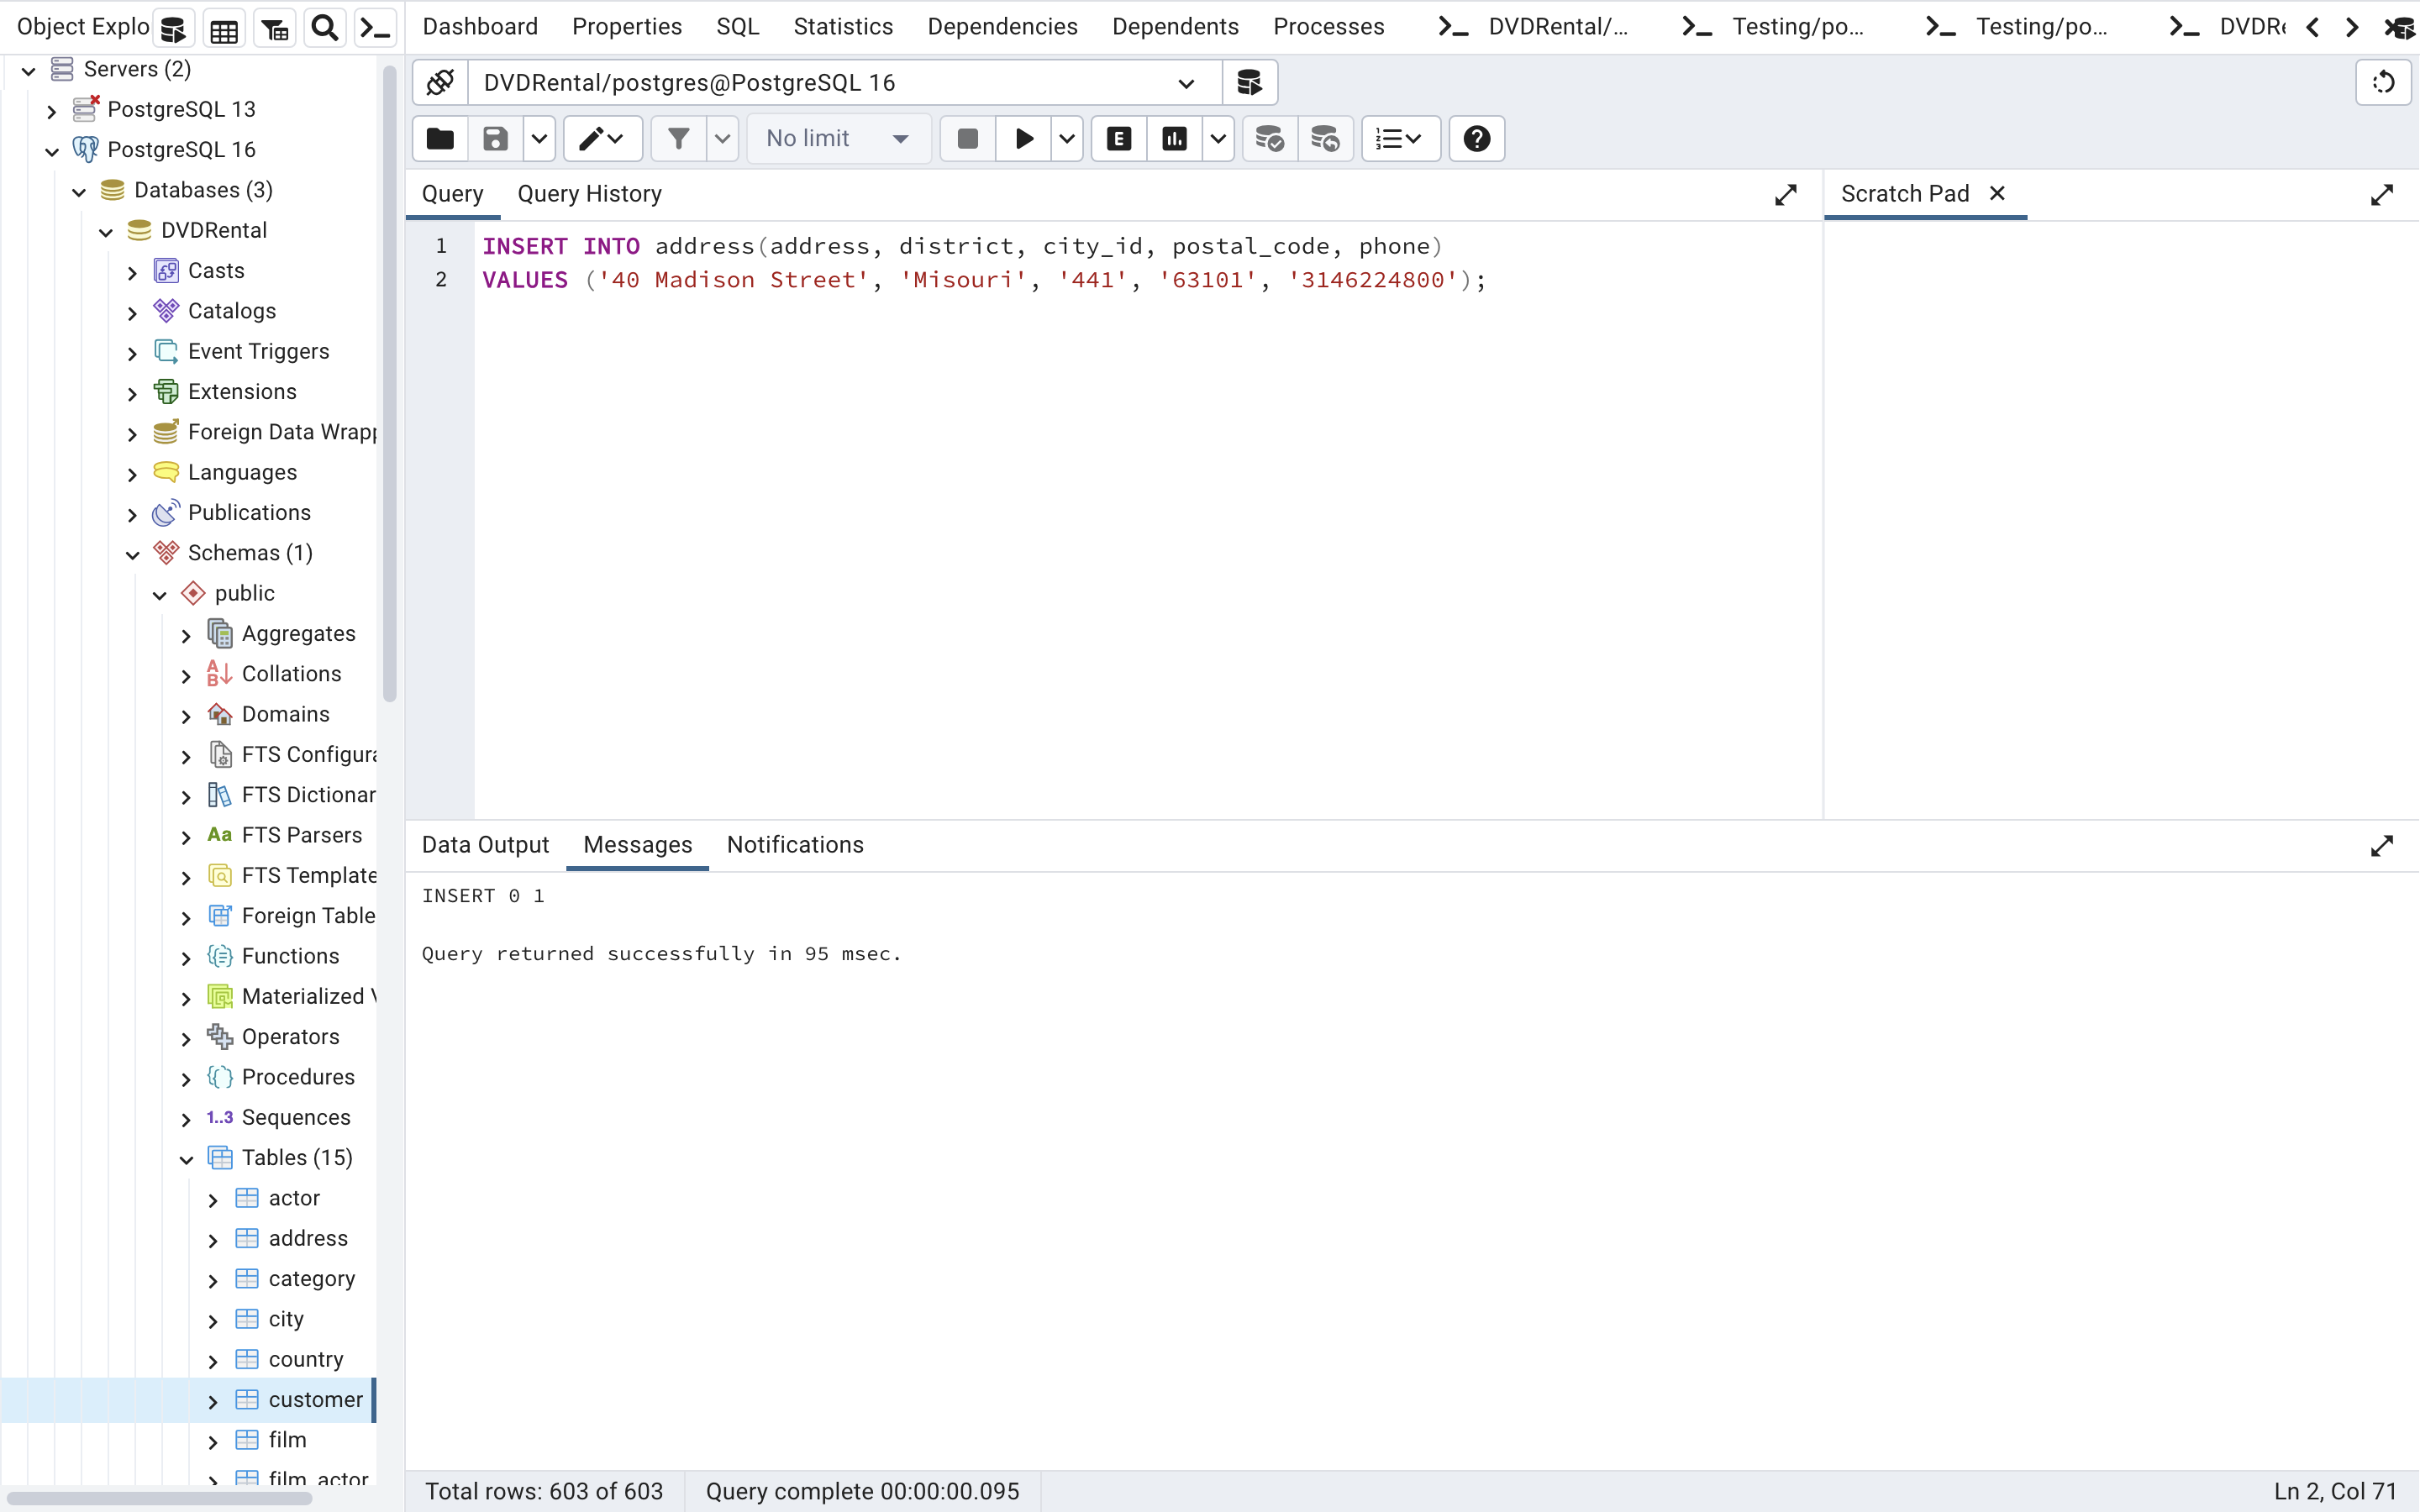 Object Explo
Dashboard Properties SQL Statistics Dependencies Dependents Processes DVDRental/... Testing/po... Testing/po... DVDRe
Servers (2)
PostgreSQL 13
PostgreSQL 16
Databases (3)
DVDRental
Casts
Catalogs
Event Triggers
Extensions
Foreign Data Wrapp
Languages
Publications
Schemas (1)
public
Aggregates
Collations
Domains
FTS Configura
FTS Dictionar
Aa FTS Parsers
FTS Template
Foreign Table
Functions
Materialized V
Operators
Procedures
1..3 Sequences
Tables (15)
actor
address
category
city
country
customer
film
film_actor
DVDRental/postgres@PostgreSQL 16
No limit
E
Query Query History
Scratch Pad
1 INSERT INTO address(address, district, city_id, postal_code, phone)
2 VALUES ('40 Madison Street', 'Misouri', '441', '63101', '3146224800');
Data Output Messages Notifications
INSERT 0 1
Query returned successfully in 95 msec.
Total rows: 603 of 603 Query complete 00:00:00.095 Ln 2, Col 71